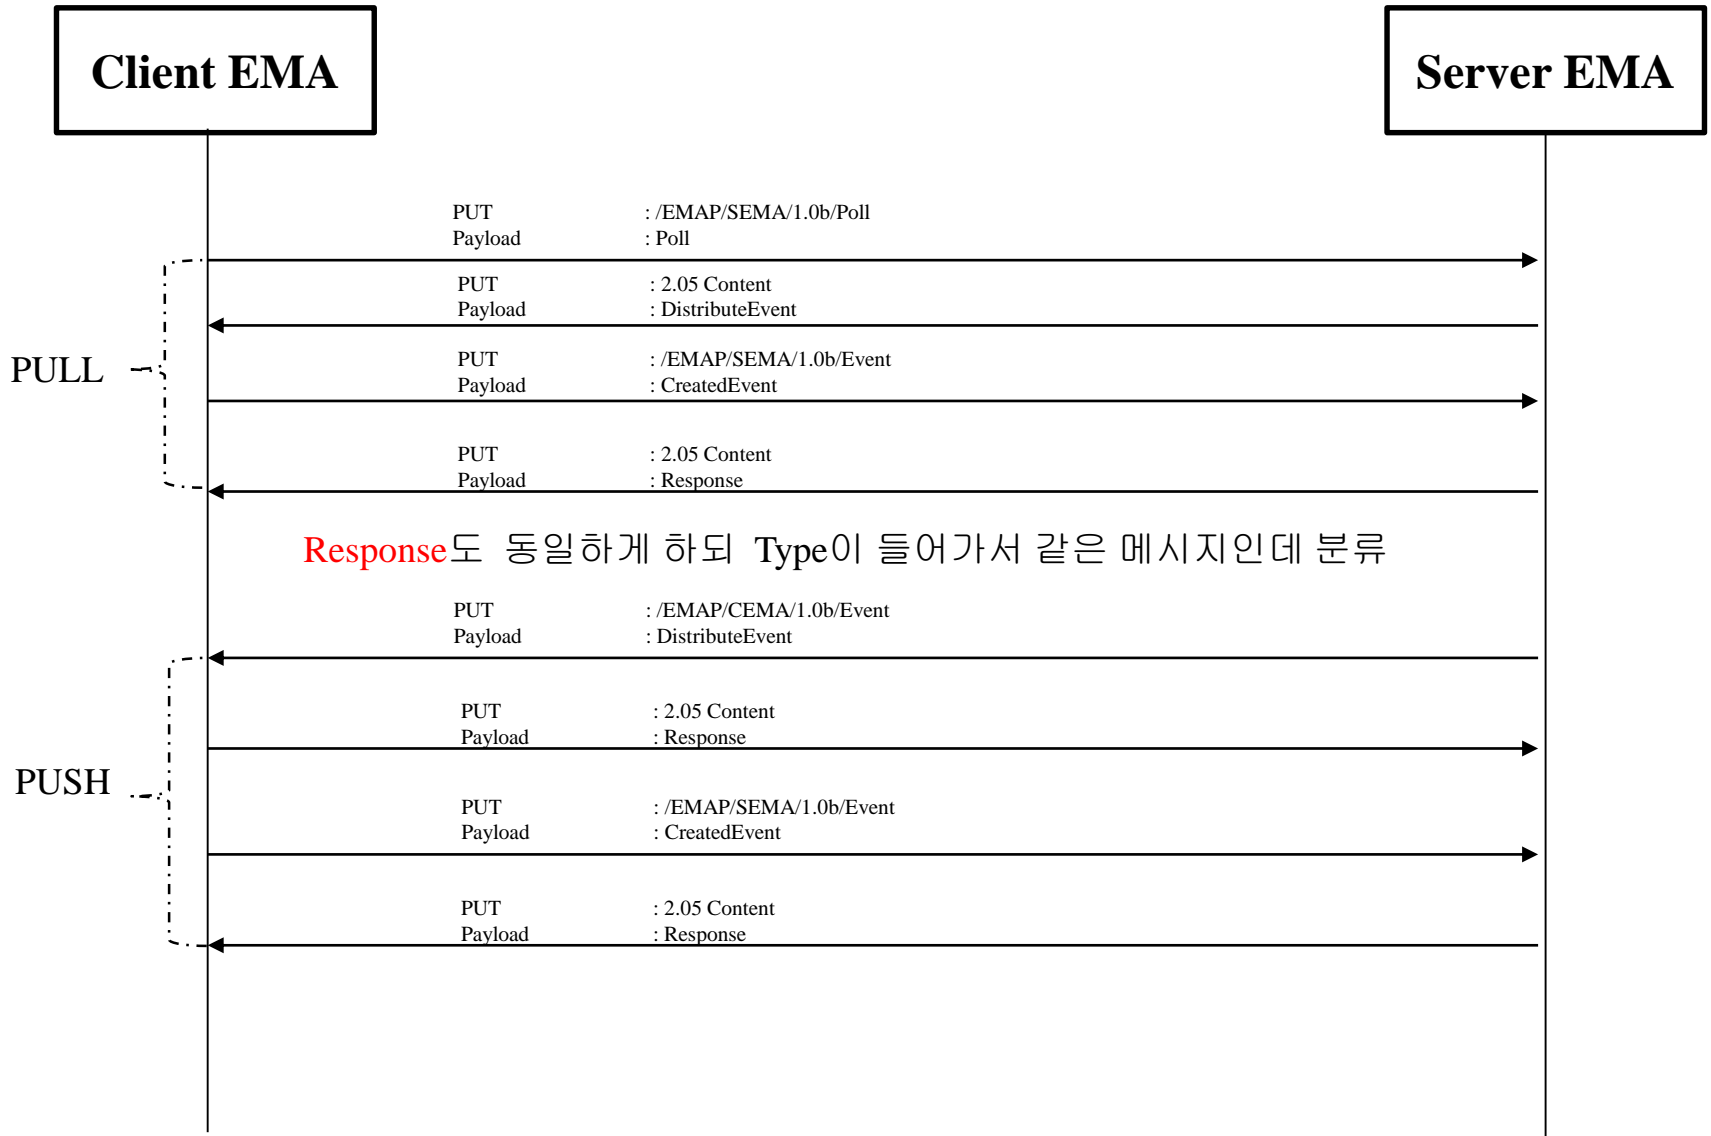 Client EMA
Server EMA
PUT : /EMAP/SEMA/1.0b/Poll
Payload : Poll
PUT : 2.05 Content
Payload : DistributeEvent
PULL
PUT : /EMAP/SEMA/1.0b/Event
Payload : CreatedEvent
PUT : 2.05 Content
Payload : Response
Response도 동일하게 하되 Type이 들어가서 같은 메시지인데 분류
PUT : /EMAP/CEMA/1.0b/Event
Payload : DistributeEvent
PUT : 2.05 Content
Payload : Response
PUSH
PUT : /EMAP/SEMA/1.0b/Event
Payload : CreatedEvent
PUT : 2.05 Content
Payload : Response